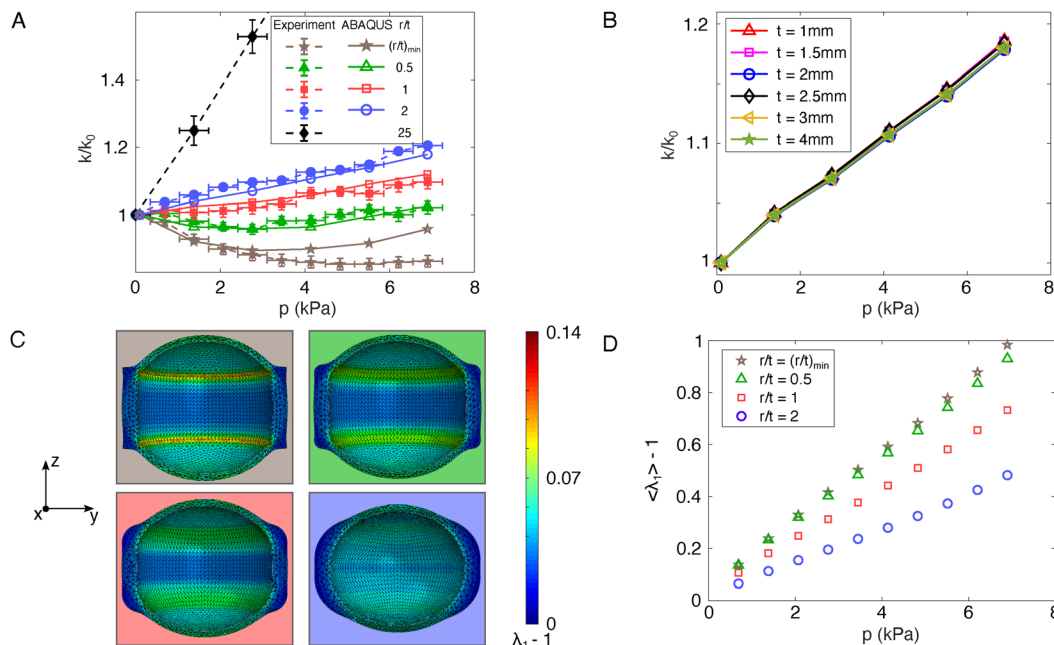 A
Experiment ABAQUS r/t
(r/t)min
0.5
1
2
25
1.4
1.2
1
k/k0
0 2 4 6 8
p (kPa)
B
t = 1mm
t = 1.5mm
t = 2mm
t = 2.5mm
t = 3mm
t = 4mm
1.2
1.1
1
k/k0
0 2 4 6 8
p (kPa)
C
z
x
y
0.14
0.07
0
λ1 - 1
D
r/t = (r/t)min
r/t = 0.5
r/t = 1
r/t = 2
1
0.8
0.6
0.4
0.2
0
<λ1> - 1
0 2 4 6 8
p (kPa)